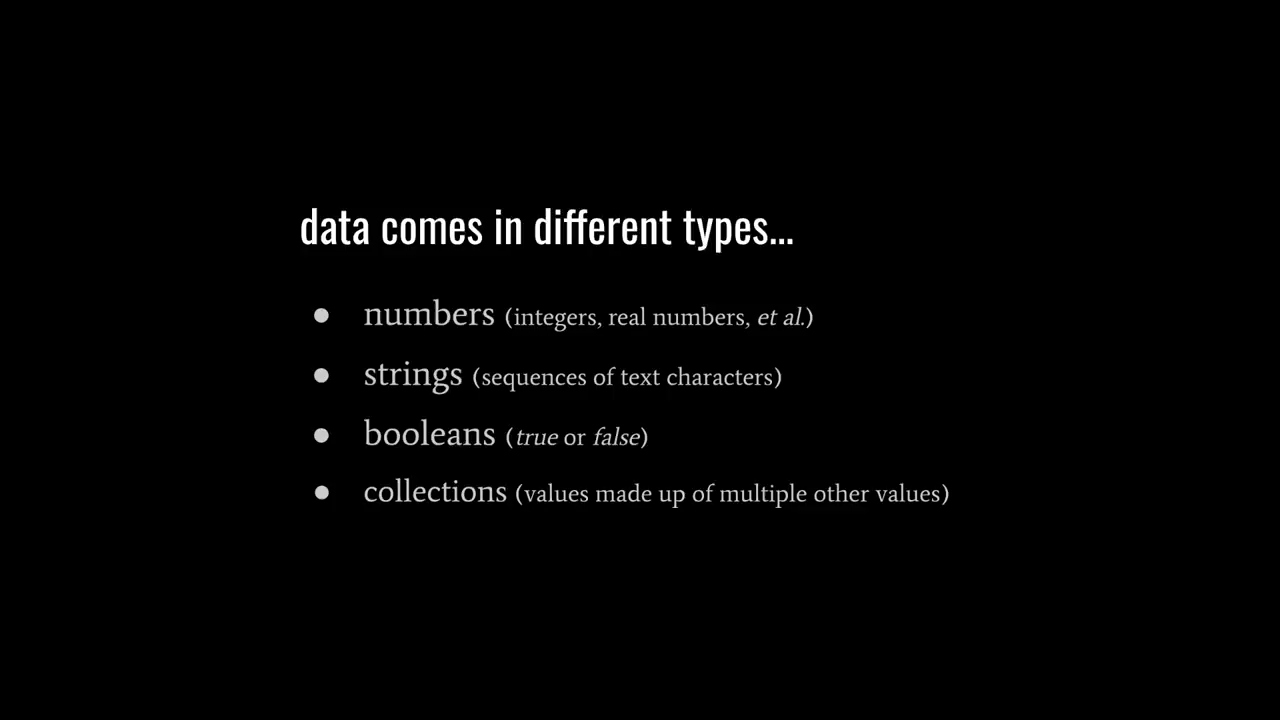 data comes in different types...
● numbers (integers, real numbers, et al.)
● strings (sequences of text characters)
● booleans (true or false)
● collections (values made up of multiple other values)